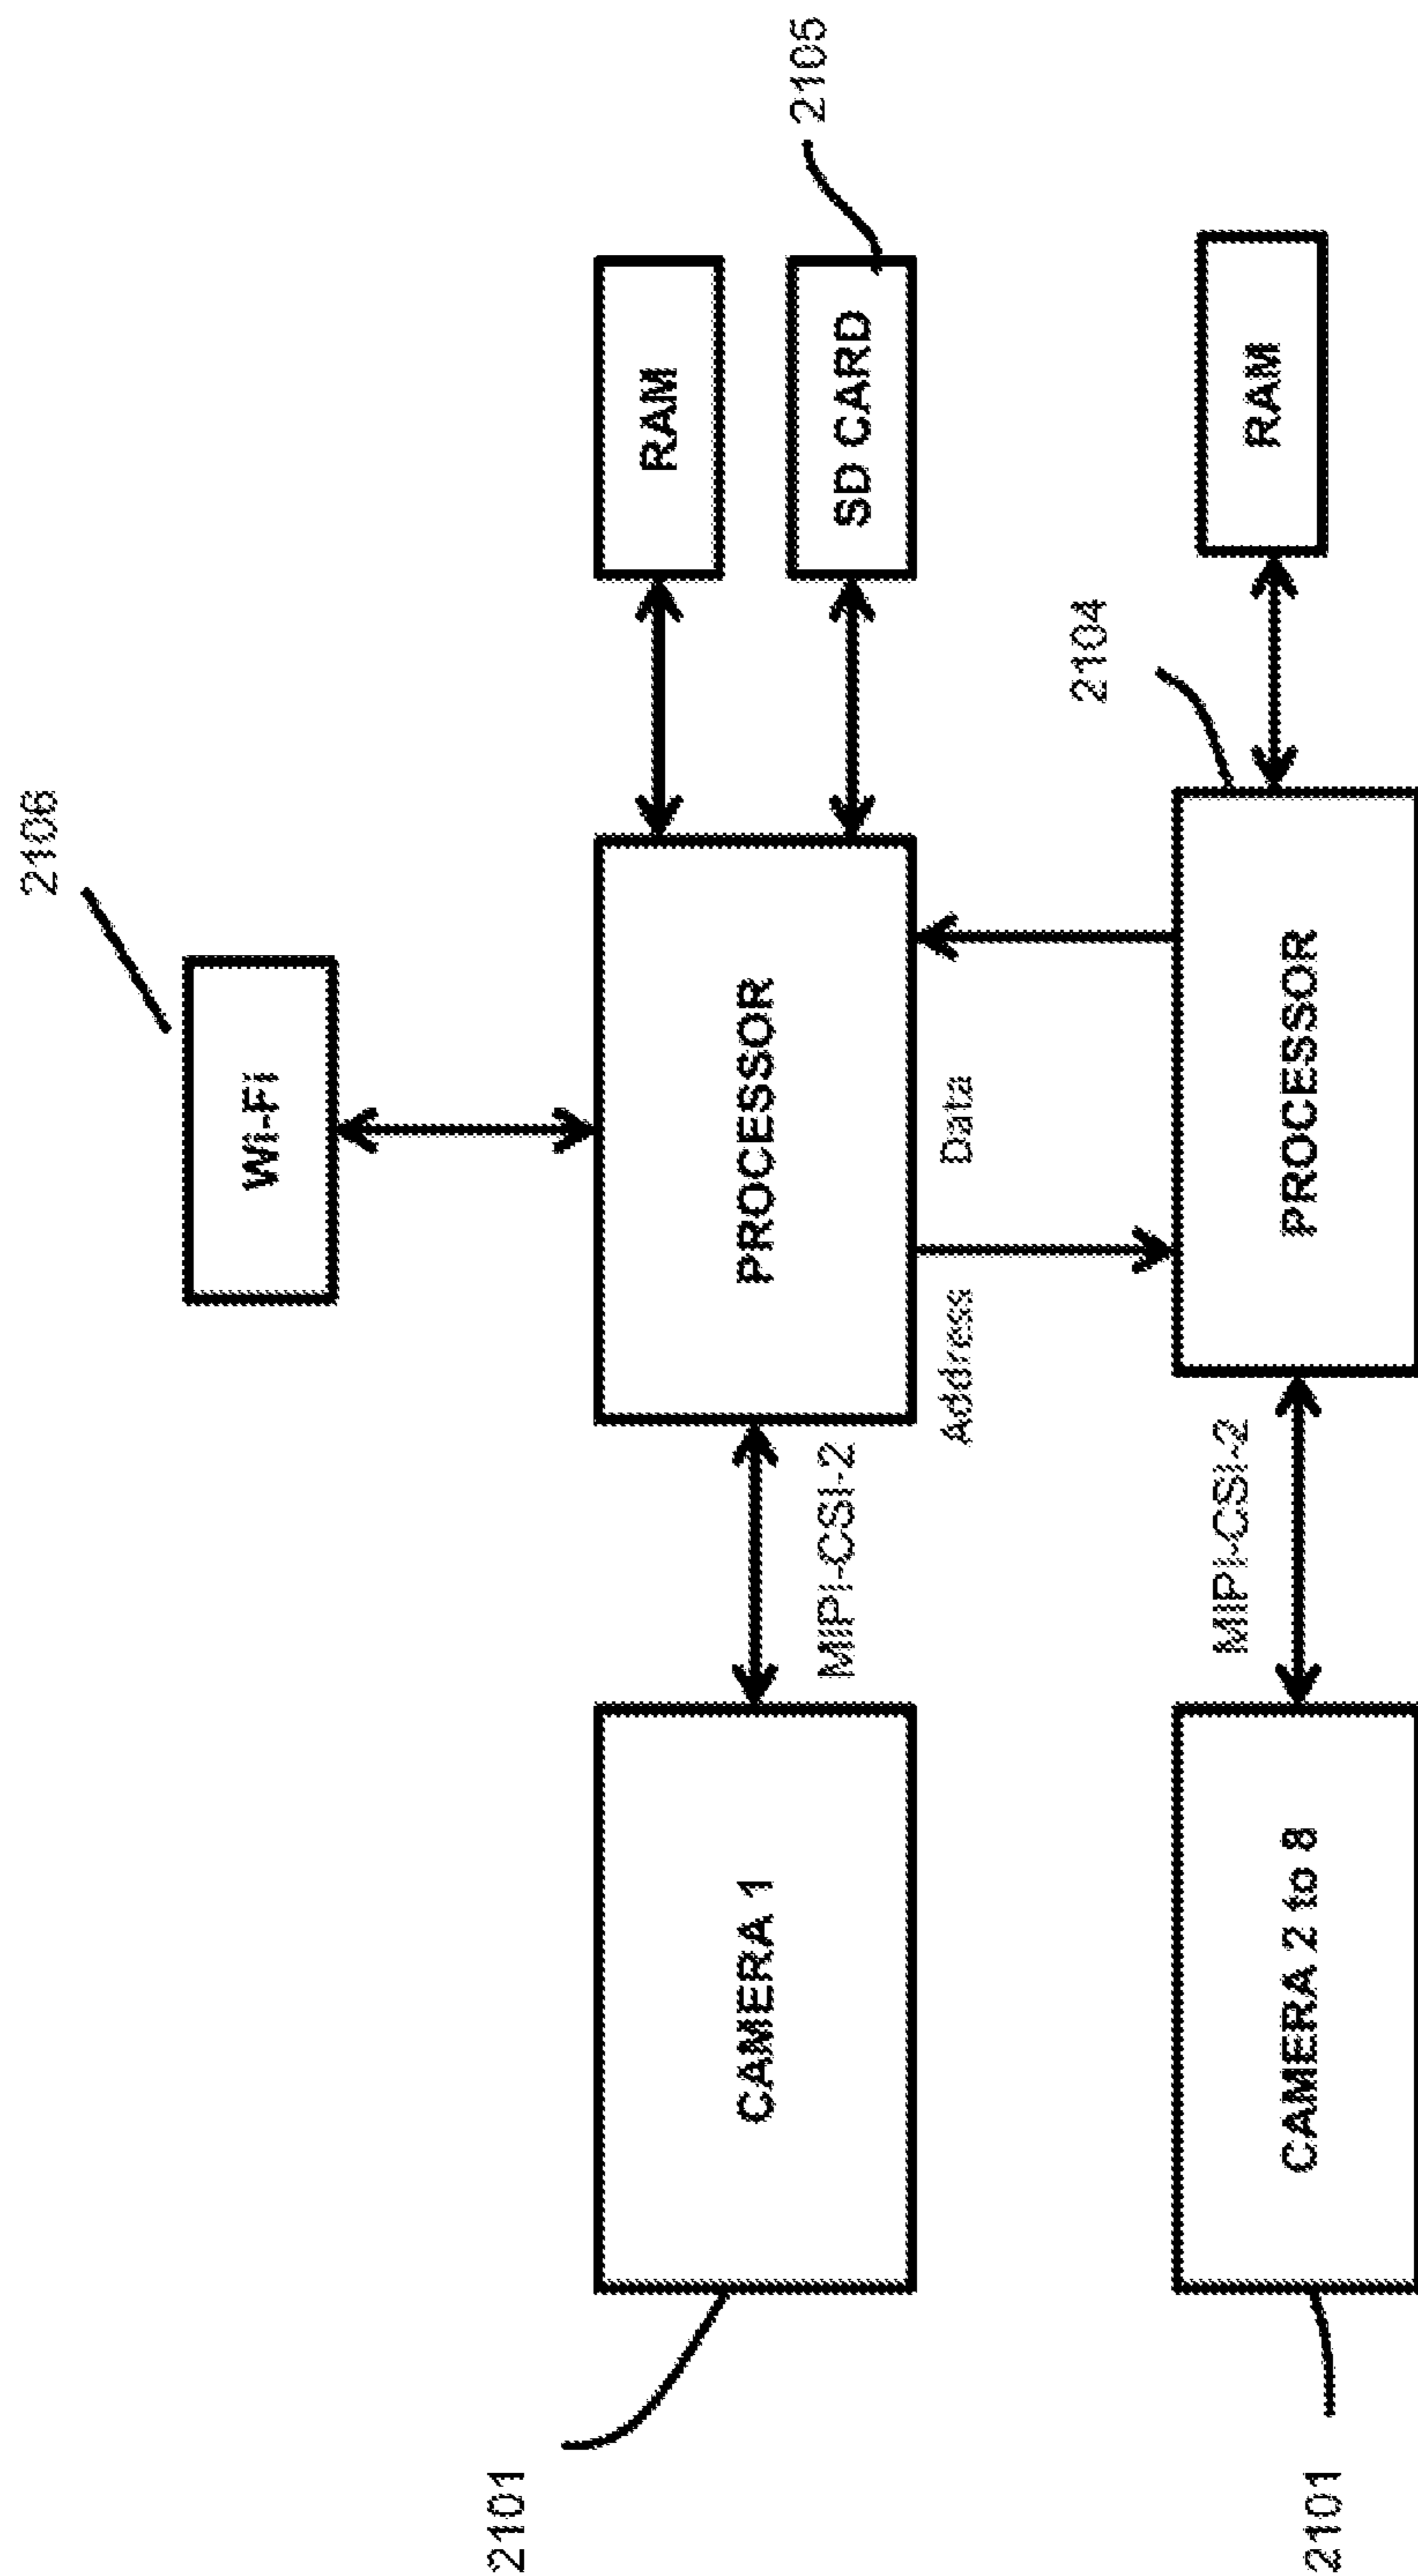 2106
Wi-Fi
2101
CAMERA 1
MIPI-CSI-2
PROCESSOR
RAM
SD CARD
2105
Address
Data
2104
2101
CAMERA 2 to 8
MIPI-CSI-2
PROCESSOR
RAM